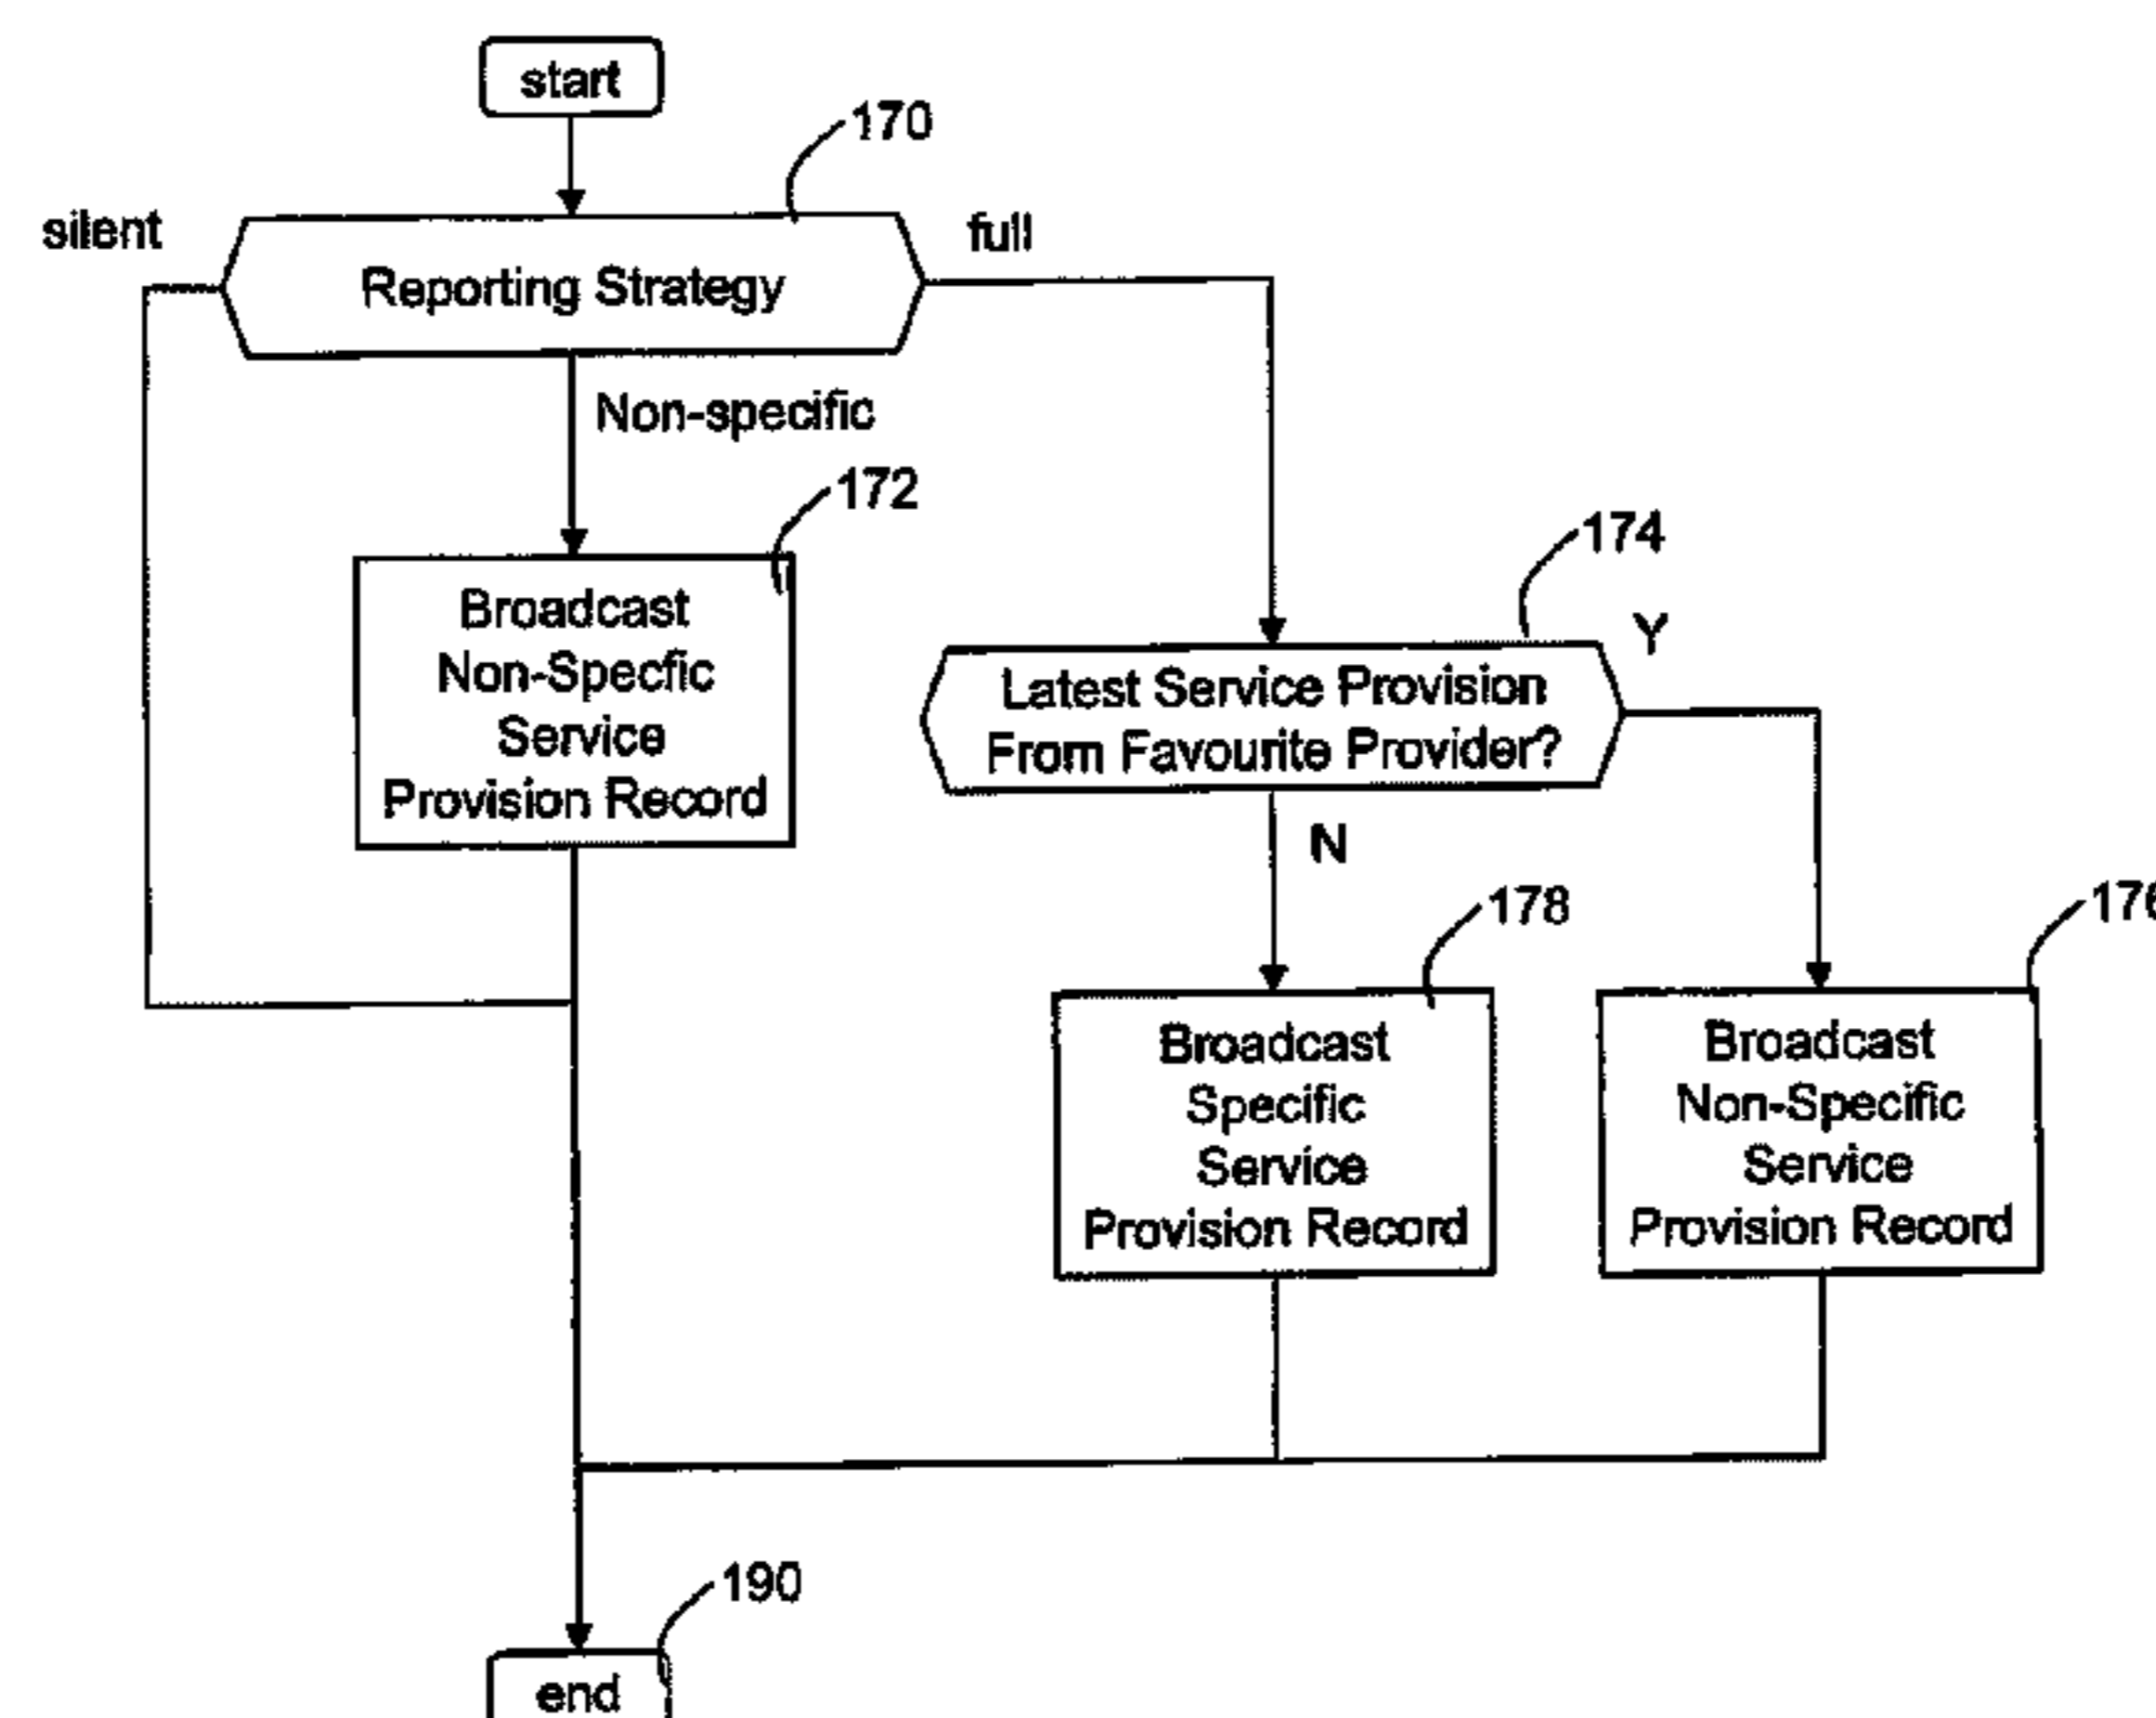 start
170
silent
full
Reporting Strategy
Non-specific
172
174
Broadcast
Non-Specfic
Service
Provision Record
Y
Latest Service Provision
From Favourite Provider?
N
178
176
Broadcast
Specific
Service
Provision Record
Broadcast
Non-Specific
Service
Provision Record
190
end